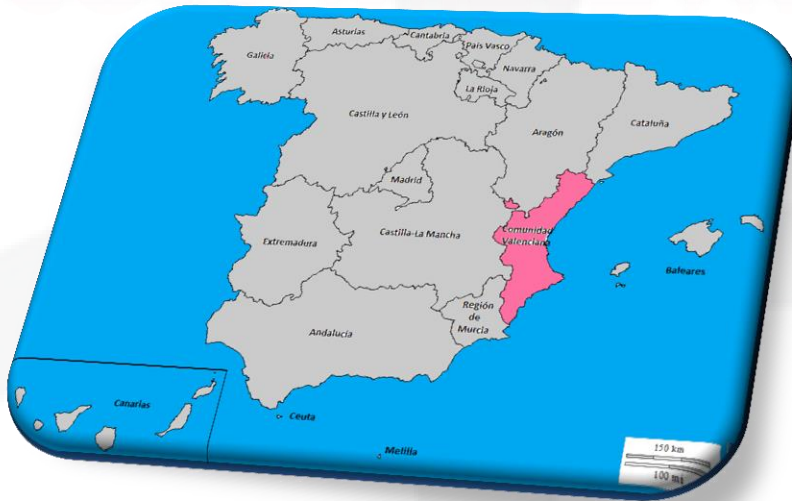 Galicia
Asturias
Cantabria
País Vasco
Navarra
La Rioja
Castilla y León
Aragón
Cataluña
Madrid
Comunidad
Valenciana
Castilla-La Mancha
Extremadura
Baleares
Región
de
Murcia
Andalucía
Canarias
Ceuta
Melilla
150 km
100 mi